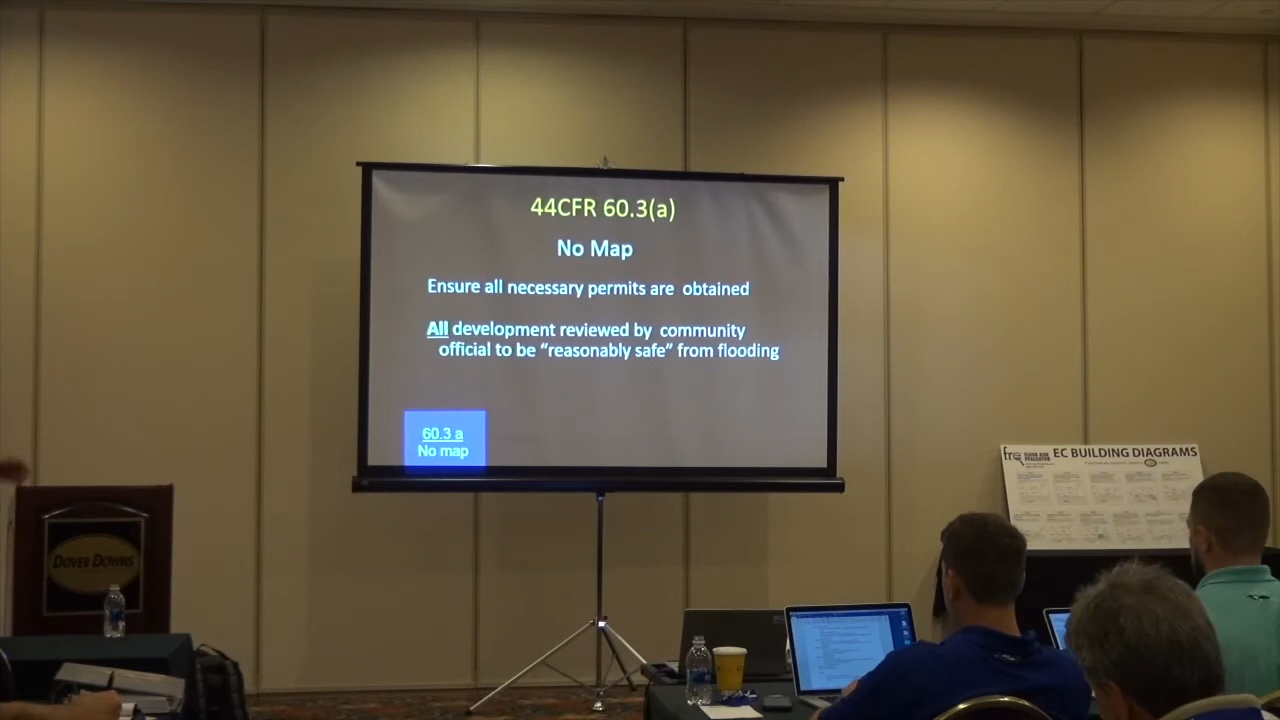 44CFR 60.3(a)
No Map
Ensure all necessary permits are obtained
All development reviewed by community
official to be “reasonably safe” from flooding
60.3 a
No map
EC BUILDING DIAGRAMS
DOVER DOWNS